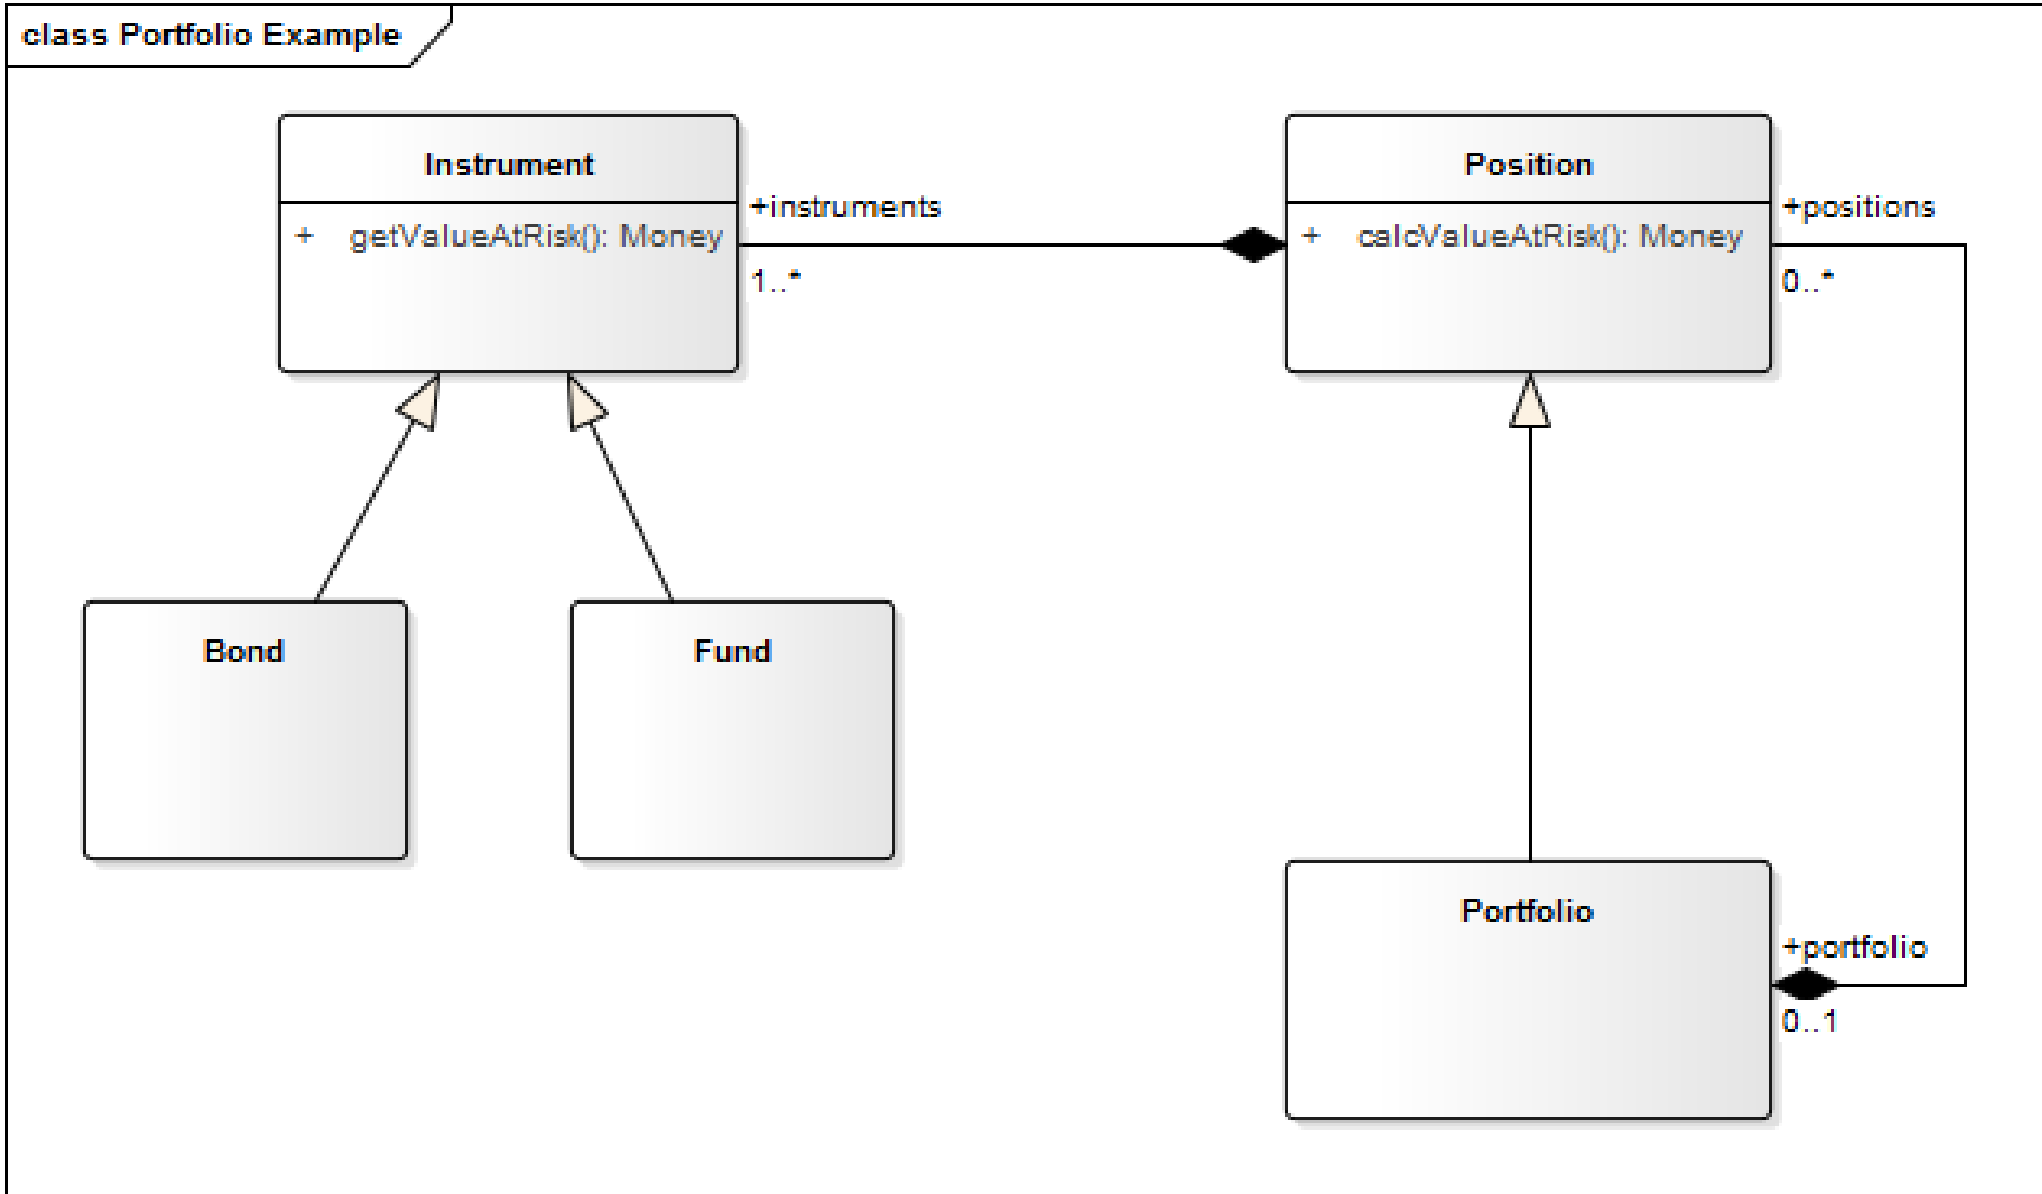 class Portfolio Example
Instrument
+ getValueAtRisk(): Money
+instruments
1..*
Position
+ calcValueAtRisk(): Money
+positions
0..*
Bond
Fund
Portfolio
+portfolio
0..1